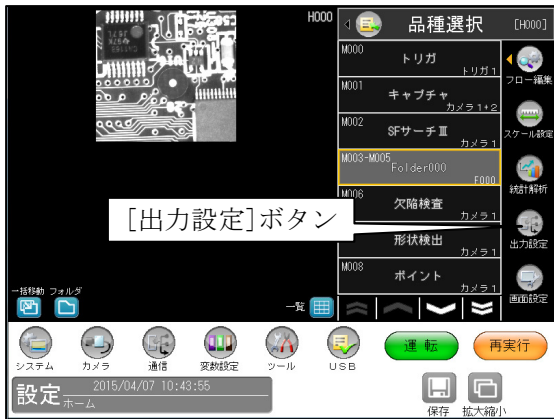 H000
品種選択
[H000]
M000
トリガ
トリガ1
フロー編集
M001
キャプチャ
カメラ1+2
M002
SFサーチⅢ
カメラ1
スケール設定
M003-M005
Folder000
F000
統計解析
M006
欠陥検査
カメラ1
[出力設定]ボタン
形状検出
カメラ1
出力設定
M008
ポイント
カメラ1
画面設定
一括移動 フォルダ
一覧
システム カメラ 通信 変数設定 ツール USB
運転 再実行
設定 2015/04/07 10:43:55
ホーム
保存 拡大縮小